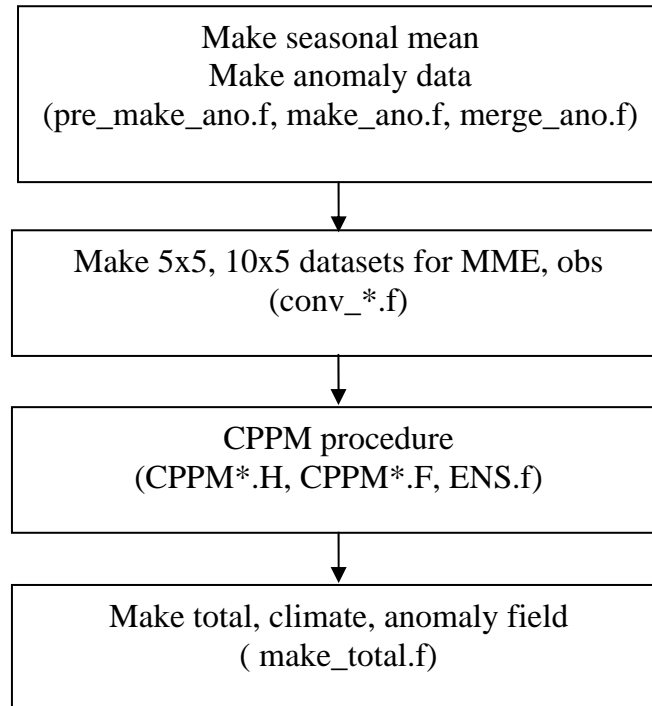 Make seasonal mean
Make anomaly data
(pre_make_ano.f, make_ano.f, merge_ano.f)
Make 5x5, 10x5 datasets for MME, obs
(conv_*.f)
CPPM procedure
(CPPM*.H, CPPM*.F, ENS.f)
Make total, climate, anomaly field
( make_total.f)